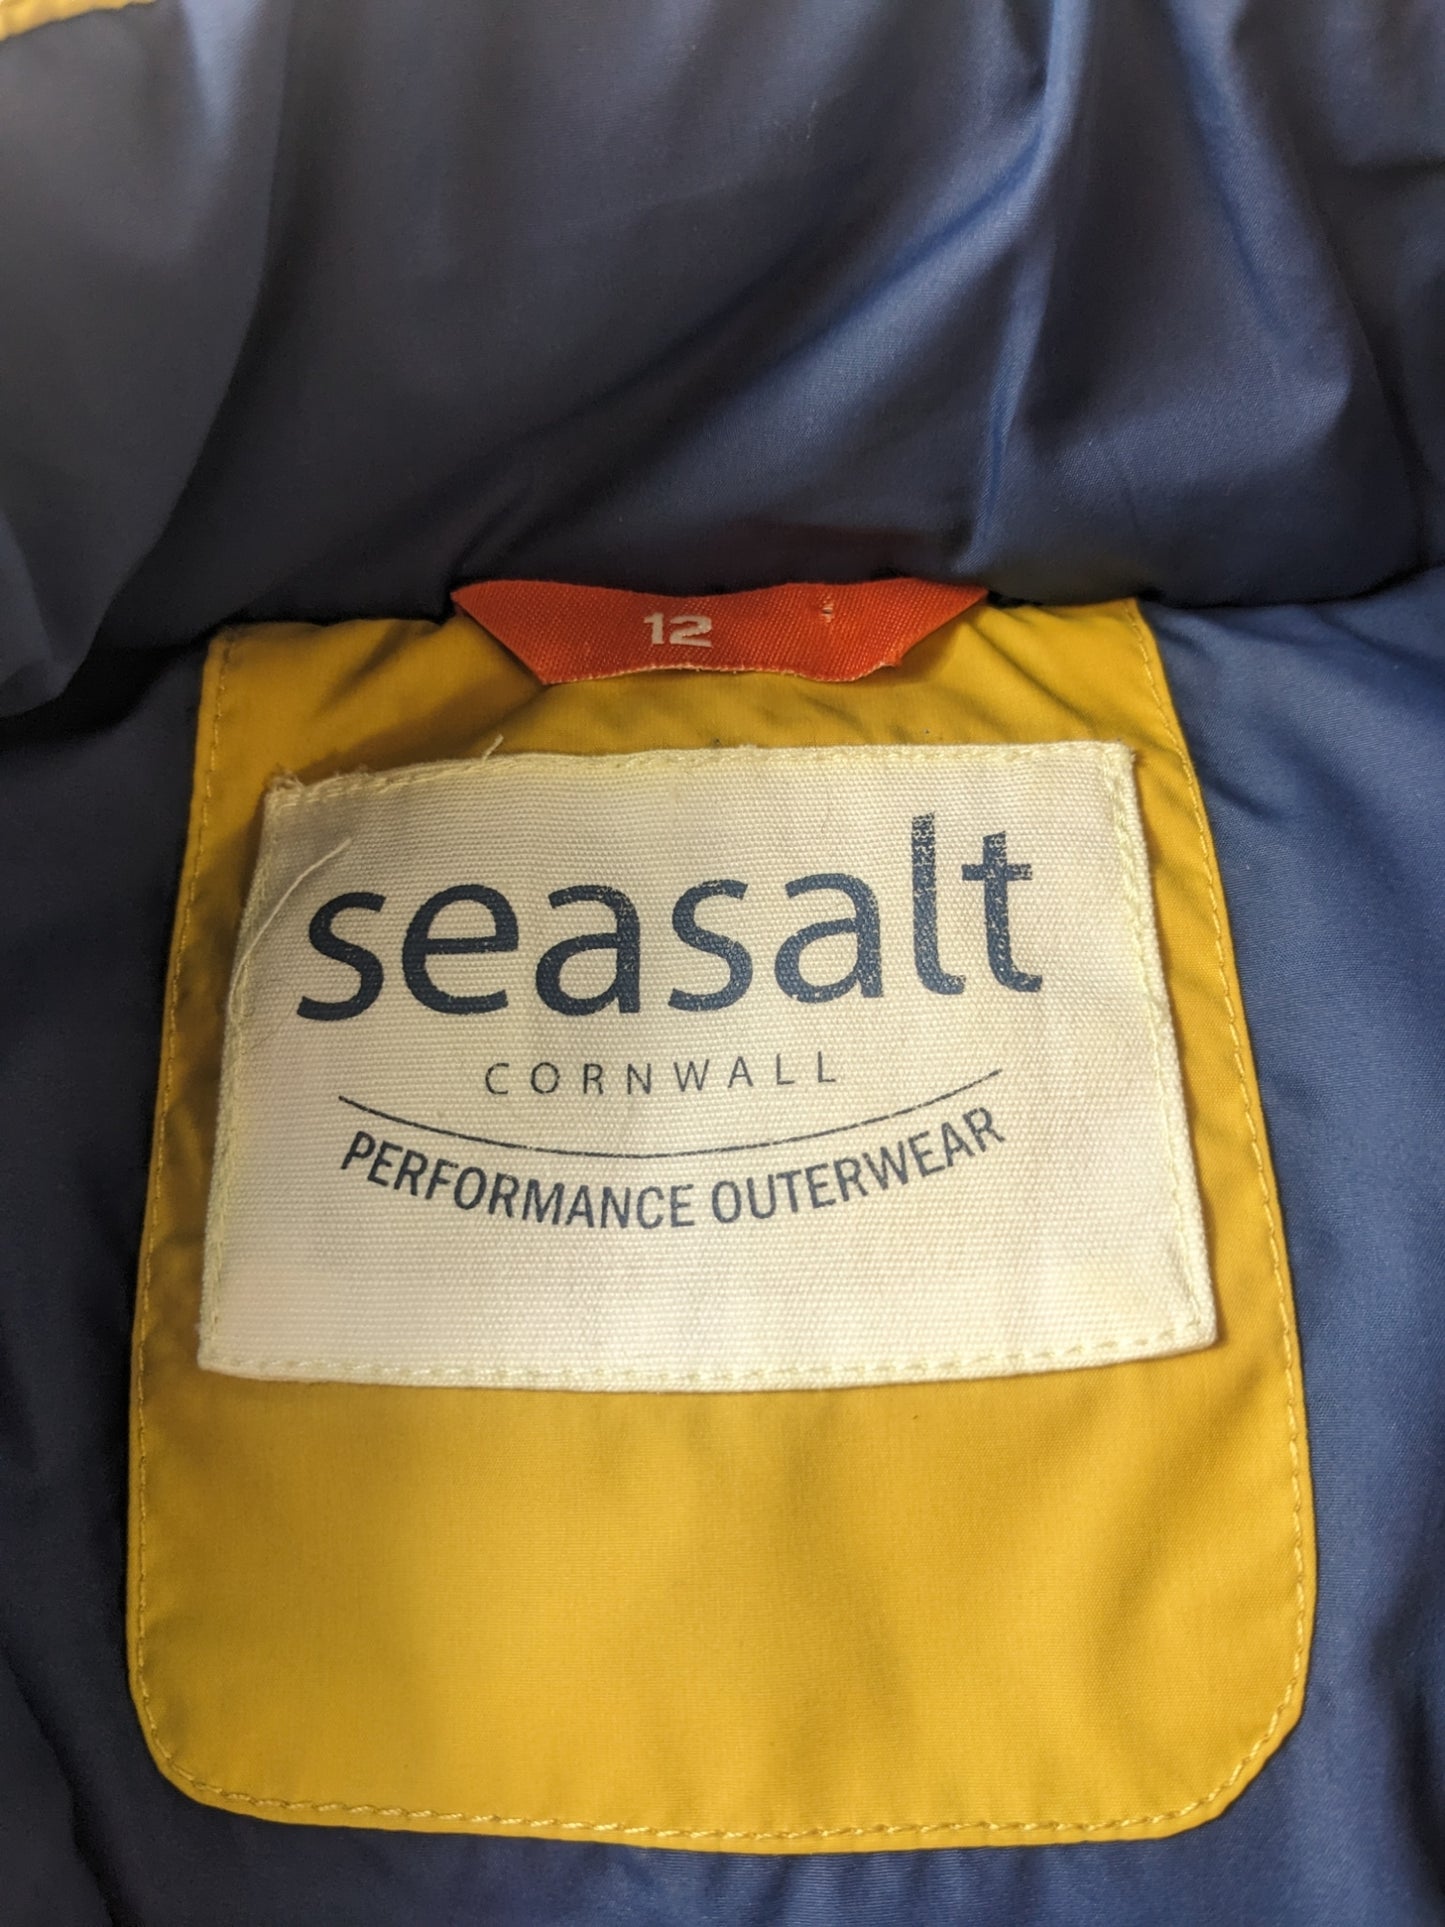 12
seasalt
CORNWALL
PERFORMANCE OUTERWEAR